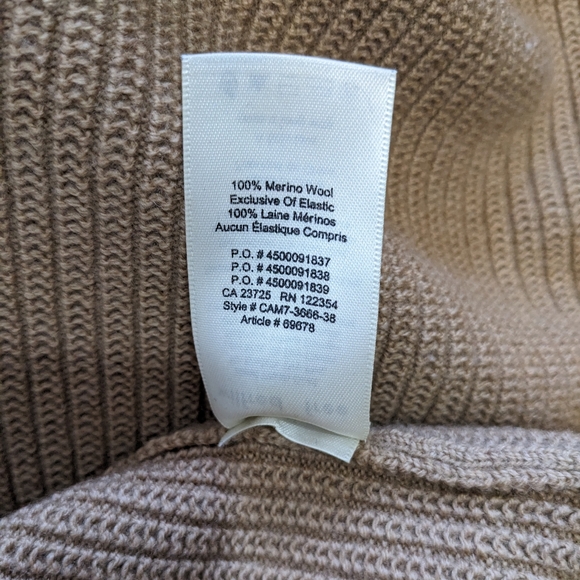 100% Merino Wool
Exclusive Of Elastic
100% Laine Mérinos
Aucun Élastique Compris
P.O. # 4500091837
P.O. # 4500091838
P.O. # 4500091839
CA 23725 RN 122354
Style # CAM7-3666-38
Article # 69678